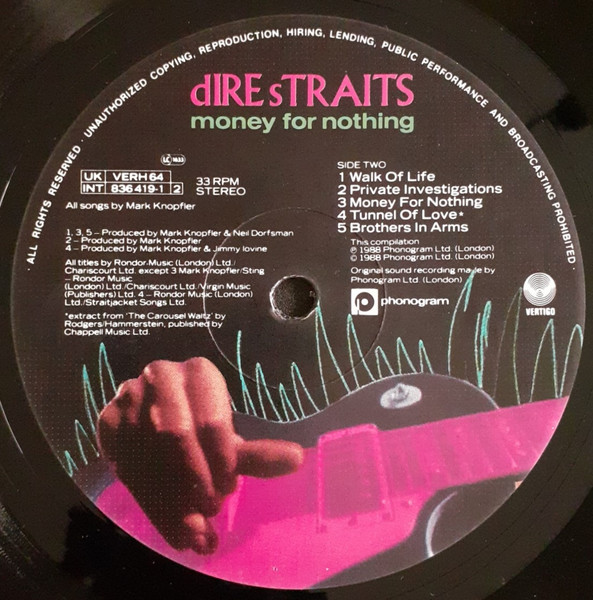 · ALL RIGHTS RESERVED · UNAUTHORIZED COPYING, REPRODUCTION, HIRING, LENDING, PUBLIC PERFORMANCE AND BROADCASTING PROHIBITED ·
dIRE sTRAITS
money for nothing
LC 1633
UK VERH 64
INT 836 419-1 2
33 RPM
STEREO
All songs by Mark Knopfler
1, 3, 5 – Produced by Mark Knopfler & Neil Dorfsman
2 – Produced by Mark Knopfler
4 – Produced by Mark Knopfler & Jimmy Iovine
All titles by Rondor Music (London) Ltd./
Chariscourt Ltd. except 3 Mark Knopfler/Sting
– Rondor Music
(London) Ltd./Chariscourt Ltd./Virgin Music
(Publishers) Ltd. 4 – Rondor Music (London)
Ltd./Straitjacket Songs Ltd.
*extract from 'The Carousel Waltz' by
Rodgers/Hammerstein, published by
Chappell Music Ltd.
SIDE TWO
1 Walk Of Life
2 Private Investigations
3 Money For Nothing
4 Tunnel Of Love*
5 Brothers In Arms
This compilation
℗ 1988 Phonogram Ltd. (London)
© 1988 Phonogram Ltd. (London)
Original sound recording made by
Phonogram Ltd. (London)
phonogram
VERTIGO